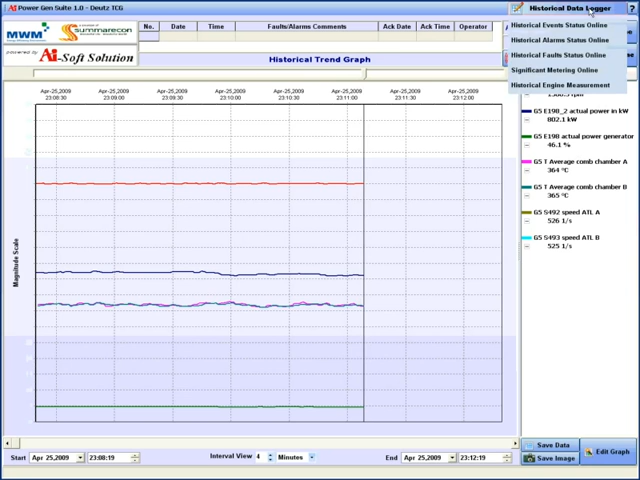 Ai Power Gen Suite 1.0 - Deutz TCG
Historical Data Logger
?
MWM
summarecon
No. Date Time Faults/Alarms Comments Ack Date Ack Time Operator
Historical Events Status Online
Historical Alarms Status Online
powered by Ai-Soft Solution
Historical Trend Graph
Historical Faults Status Online
Significant Metering Online
Historical Engine Measurement
Apr-25,2009 Apr-25,2009 Apr-25,2009 Apr-25,2009 Apr-25,2009 Apr-25,2009 Apr-25,2009 Apr-25,2009
23:08:30 23:09:00 23:09:30 23:10:00 23:10:30 23:11:00 23:11:30 23:12:00
G5 E198_2 actual power in kW
802.1 kW
G5 E198 actual power generator
46.1 %
G5 T Average comb chamber A
364 °C
G5 T Average comb chamber B
365 °C
G5 S492 speed ATL A
526 1/s
G5 S493 speed ATL B
525 1/s
Magnitude Scale
Save Data
Save Image
Edit Graph
Start Apr 25,2009 23:08:19 Interval View 4 Minutes End Apr 25,2009 23:12:19